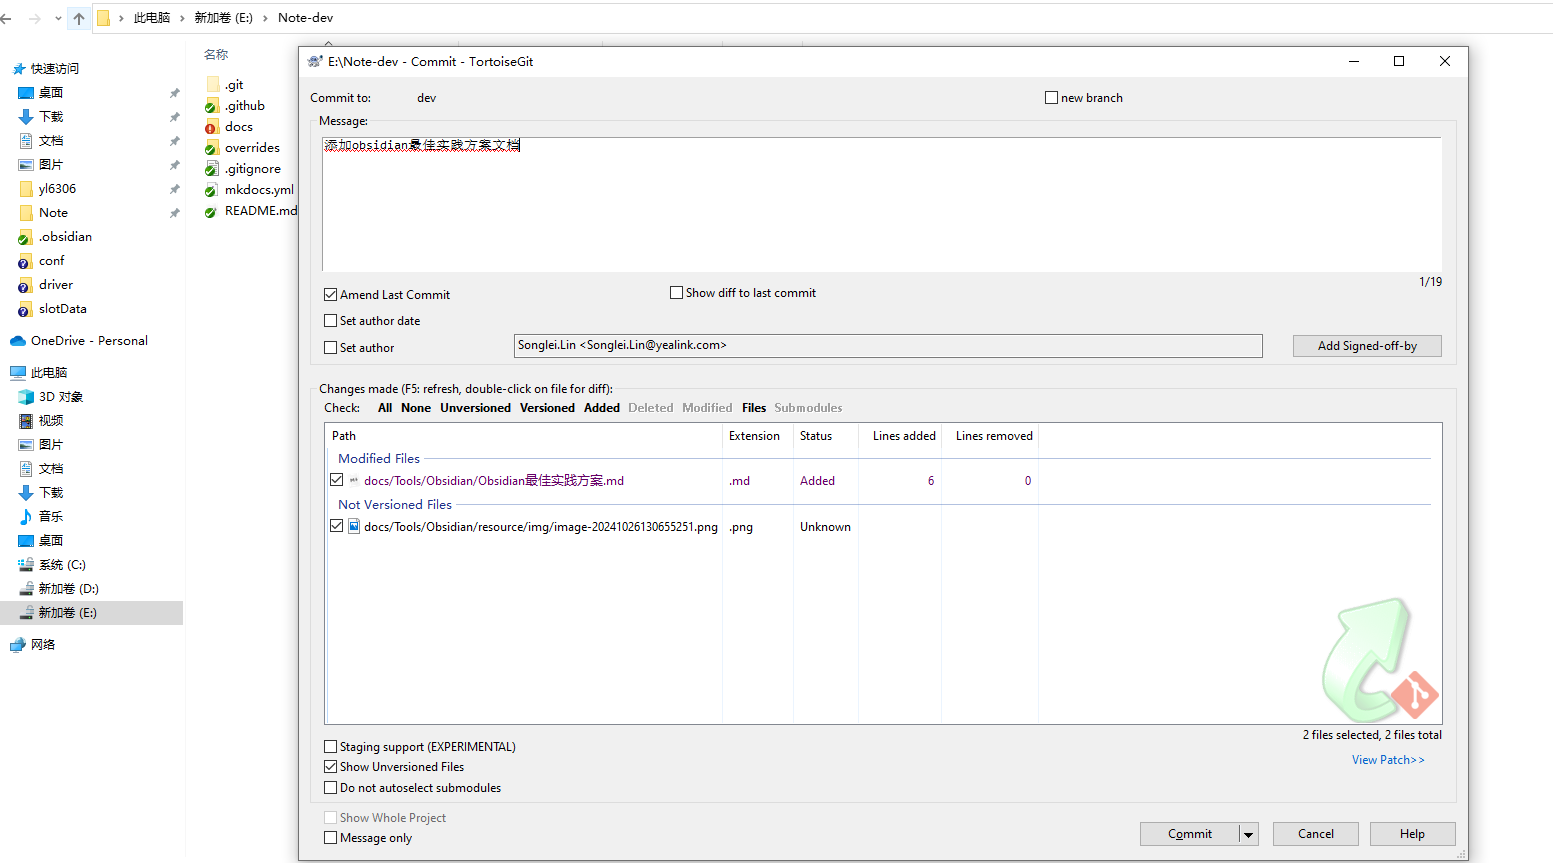 此电脑 › 新加卷 (E:) › Note-dev
快速访问
桌面
下载
文档
图片
yl6306
Note
.obsidian
conf
driver
slotData
OneDrive - Personal
此电脑
3D 对象
视频
图片
文档
下载
音乐
桌面
系统 (C:)
新加卷 (D:)
新加卷 (E:)
网络
名称
.git
.github
docs
overrides
.gitignore
mkdocs.yml
README.md
E:\Note-dev - Commit - TortoiseGit
Commit to: dev
new branch
Message:
添加obsidian最佳实践方案文档
1/19
Amend Last Commit
Show diff to last commit
Set author date
Set author
Songlei.Lin <Songlei.Lin@yealink.com>
Add Signed-off-by
Changes made (F5: refresh, double-click on file for diff):
Check: All None Unversioned Versioned Added Deleted Modified Files Submodules
Path Extension Status Lines added Lines removed
Modified Files
docs/Tools/Obsidian/Obsidian最佳实践方案.md .md Added 6 0
Not Versioned Files
docs/Tools/Obsidian/resource/img/image-20241026130655251.png .png Unknown
2 files selected, 2 files total
Staging support (EXPERIMENTAL)
View Patch>>
Show Unversioned Files
Do not autoselect submodules
Show Whole Project
Message only
Commit
Cancel
Help